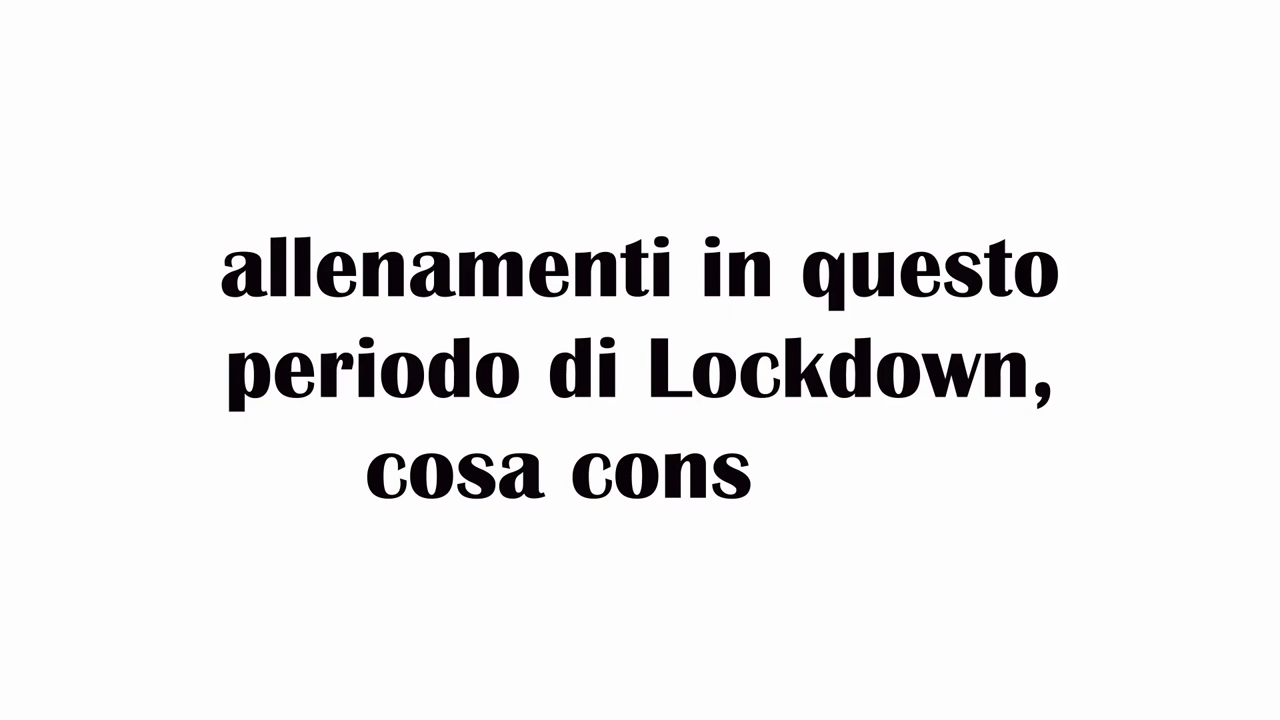 allenamenti in questo
periodo di Lockdown,
cosa cons